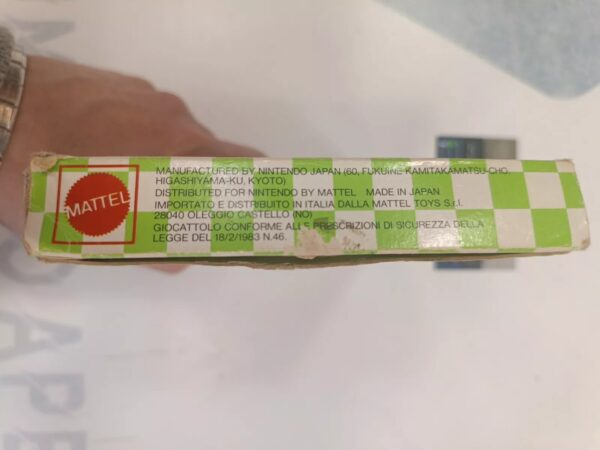 MATTEL
MANUFACTURED BY NINTENDO JAPAN (60, FUKUINE KAMITAKAMATSU-CHO,
HIGASHIYAMA-KU, KYOTO)
DISTRIBUTED FOR NINTENDO BY MATTEL MADE IN JAPAN
IMPORTATO E DISTRIBUITO IN ITALIA DALLA MATTEL TOYS S.r.l.
28040 OLEGGIO CASTELLO (NO)
GIOCATTOLO CONFORME ALLE PRESCRIZIONI DI SICUREZZA DELLA
LEGGE DEL 18/2/1983 N.46.